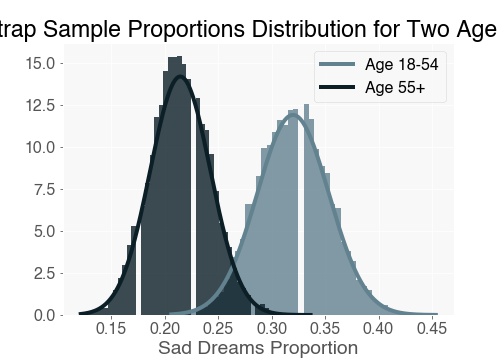 trap Sample Proportions Distribution for Two Age
Age 18-54
Age 55+
15.0
12.5
10.0
7.5
5.0
2.5
0.0
0.15 0.20 0.25 0.30 0.35 0.40 0.45
Sad Dreams Proportion